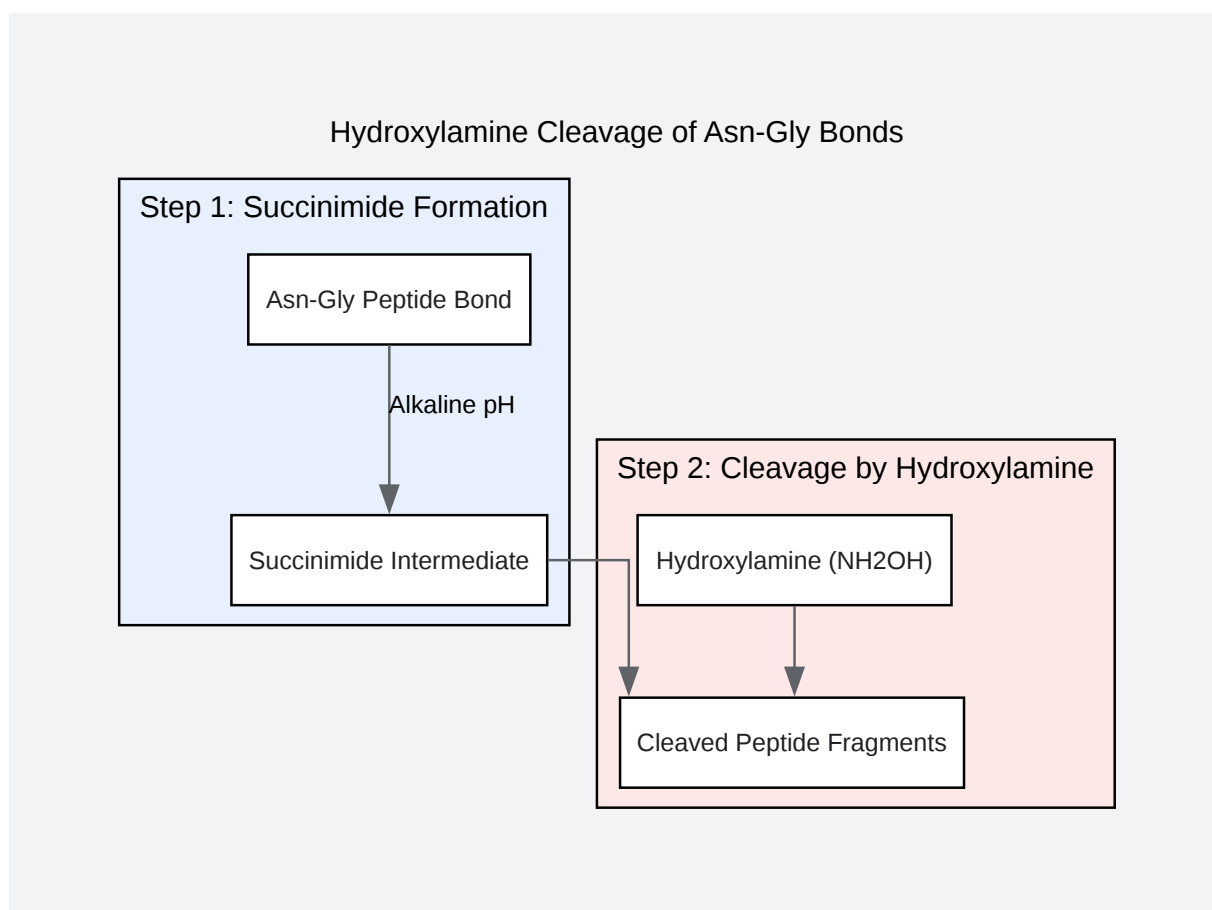 Hydroxylamine Cleavage of Asn-Gly Bonds
Step 1: Succinimide Formation
Asn-Gly Peptide Bond
Alkaline pH
Succinimide Intermediate
Step 2: Cleavage by Hydroxylamine
Hydroxylamine (NH2OH)
Cleaved Peptide Fragments